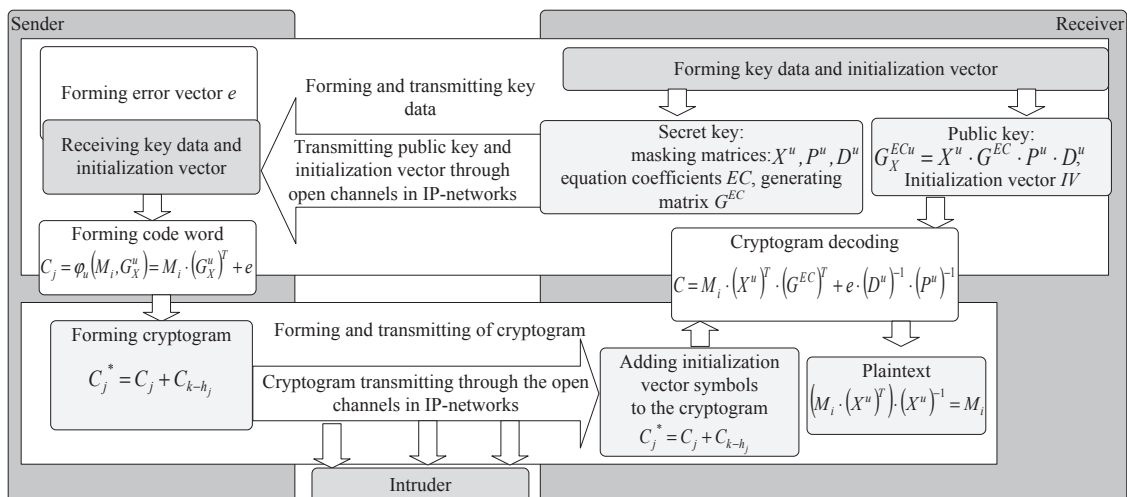 Sender
Receiver
Forming error vector e
Receiving key data and
initialization vector
Forming and transmitting key
data
Transmitting public key and
initialization vector through
open channels in IP-networks
Forming key data and initialization vector
Secret key:
masking matrices: X^u, P^u, D^u
equation coefficients EC, generating
matrix G^EC
Public key:
G_X^ECu = X^u · G^EC · P^u · D^u,
Initialization vector IV
Forming code word
C_j = φ_u(M_i, G_X^u) = M_i · (G_X^u)^T + e
Cryptogram decoding
C = M_i · (X^u)^T · (G^EC)^T + e · (D^u)^-1 · (P^u)^-1
Forming cryptogram
C_j^* = C_j + C_{k-h_j}
Forming and transmitting of cryptogram
Cryptogram transmitting through the open
channels in IP-networks
Adding initialization
vector symbols
to the cryptogram
C_j^* = C_j + C_{k-h_j}
Plaintext
(M_i · (X^u)^T) · (X^u)^-1 = M_i
Intruder